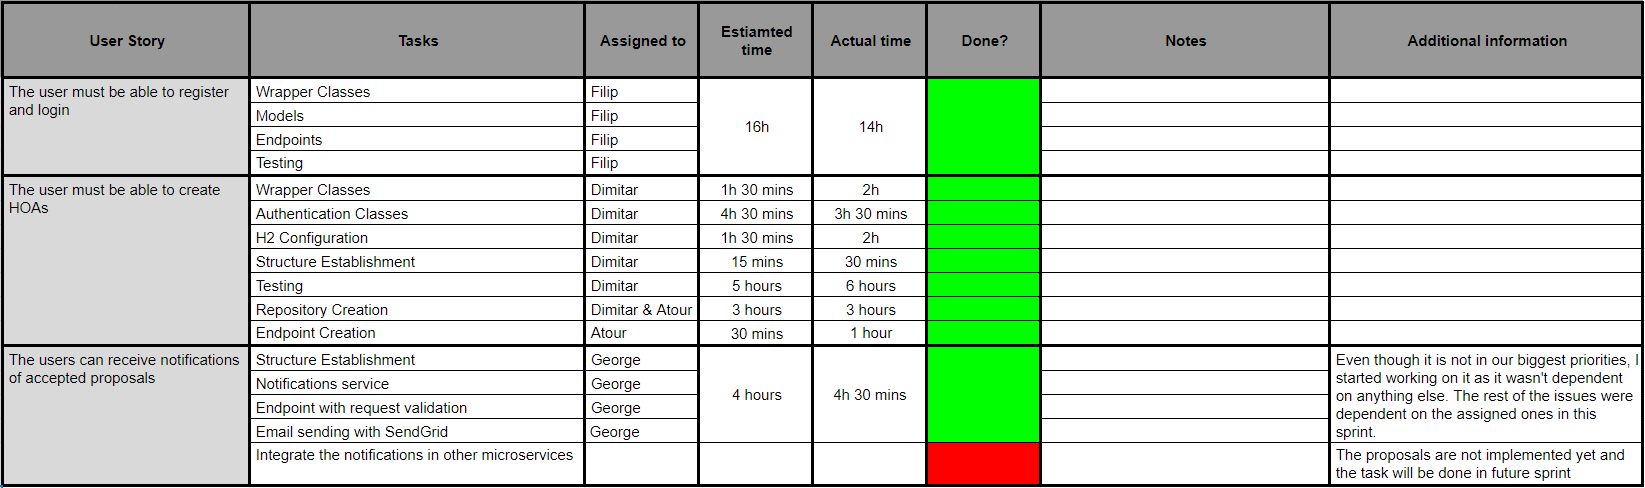 User Story Tasks Assigned to Estiamted time Actual time Done? Notes Additional information
The user must be able to register
and login
Wrapper Classes Filip
Models Filip
Endpoints Filip
Testing Filip
16h 14h
The user must be able to create
HOAs
Wrapper Classes Dimitar 1h 30 mins 2h
Authentication Classes Dimitar 4h 30 mins 3h 30 mins
H2 Configuration Dimitar 1h 30 mins 2h
Structure Establishment Dimitar 15 mins 30 mins
Testing Dimitar 5 hours 6 hours
Repository Creation Dimitar & Atour 3 hours 3 hours
Endpoint Creation Atour 30 mins 1 hour
The users can receive notifications
of accepted proposals
Structure Establishment George
Notifications service George
Endpoint with request validation George
Email sending with SendGrid George
4 hours 4h 30 mins
Even though it is not in our biggest priorities, I
started working on it as it wasn't dependent
on anything else. The rest of the issues were
dependent on the assigned ones in this
sprint.
Integrate the notifications in other microservices
The proposals are not implemented yet and
the task will be done in future sprint